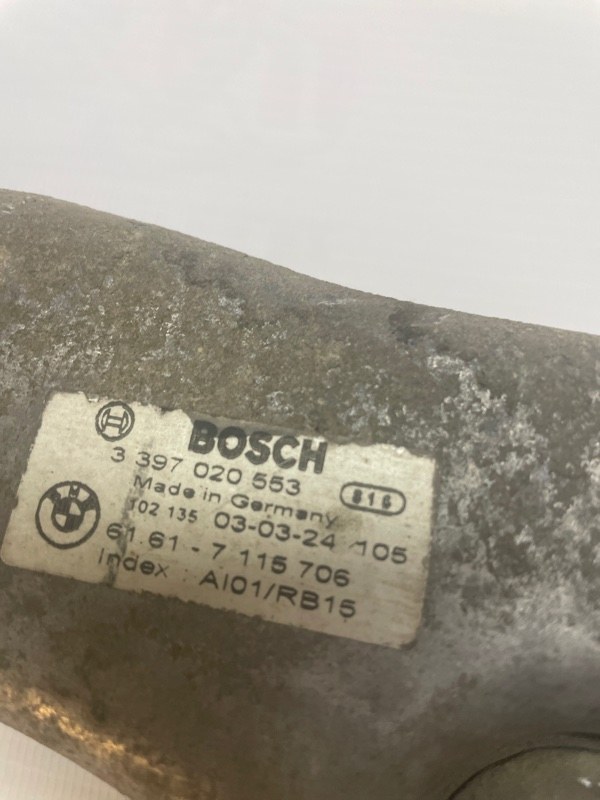 BOSCH
3 397 020 553
Made in Germany 816
102 135 03-03-24 105
61.61 - 7 115 706
Index AI01/RB15